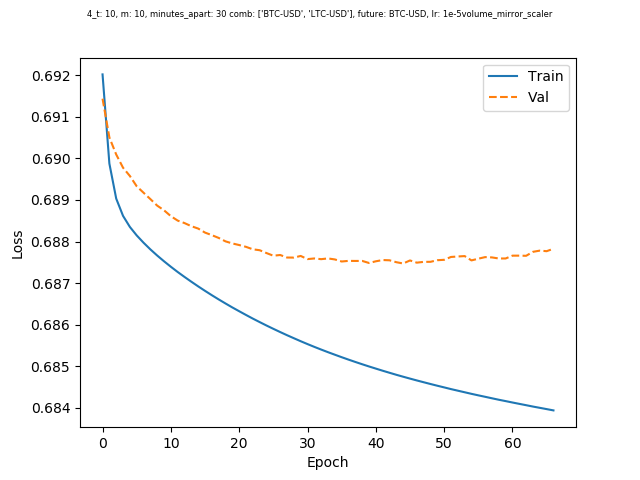 4_t: 10, m: 10, minutes_apart: 30 comb: ['BTC-USD', 'LTC-USD'], future: BTC-USD, lr: 1e-5volume_mirror_scaler
Train
Val
0.692
0.691
0.690
0.689
0.688
0.687
0.686
0.685
0.684
Loss
0 10 20 30 40 50 60
Epoch